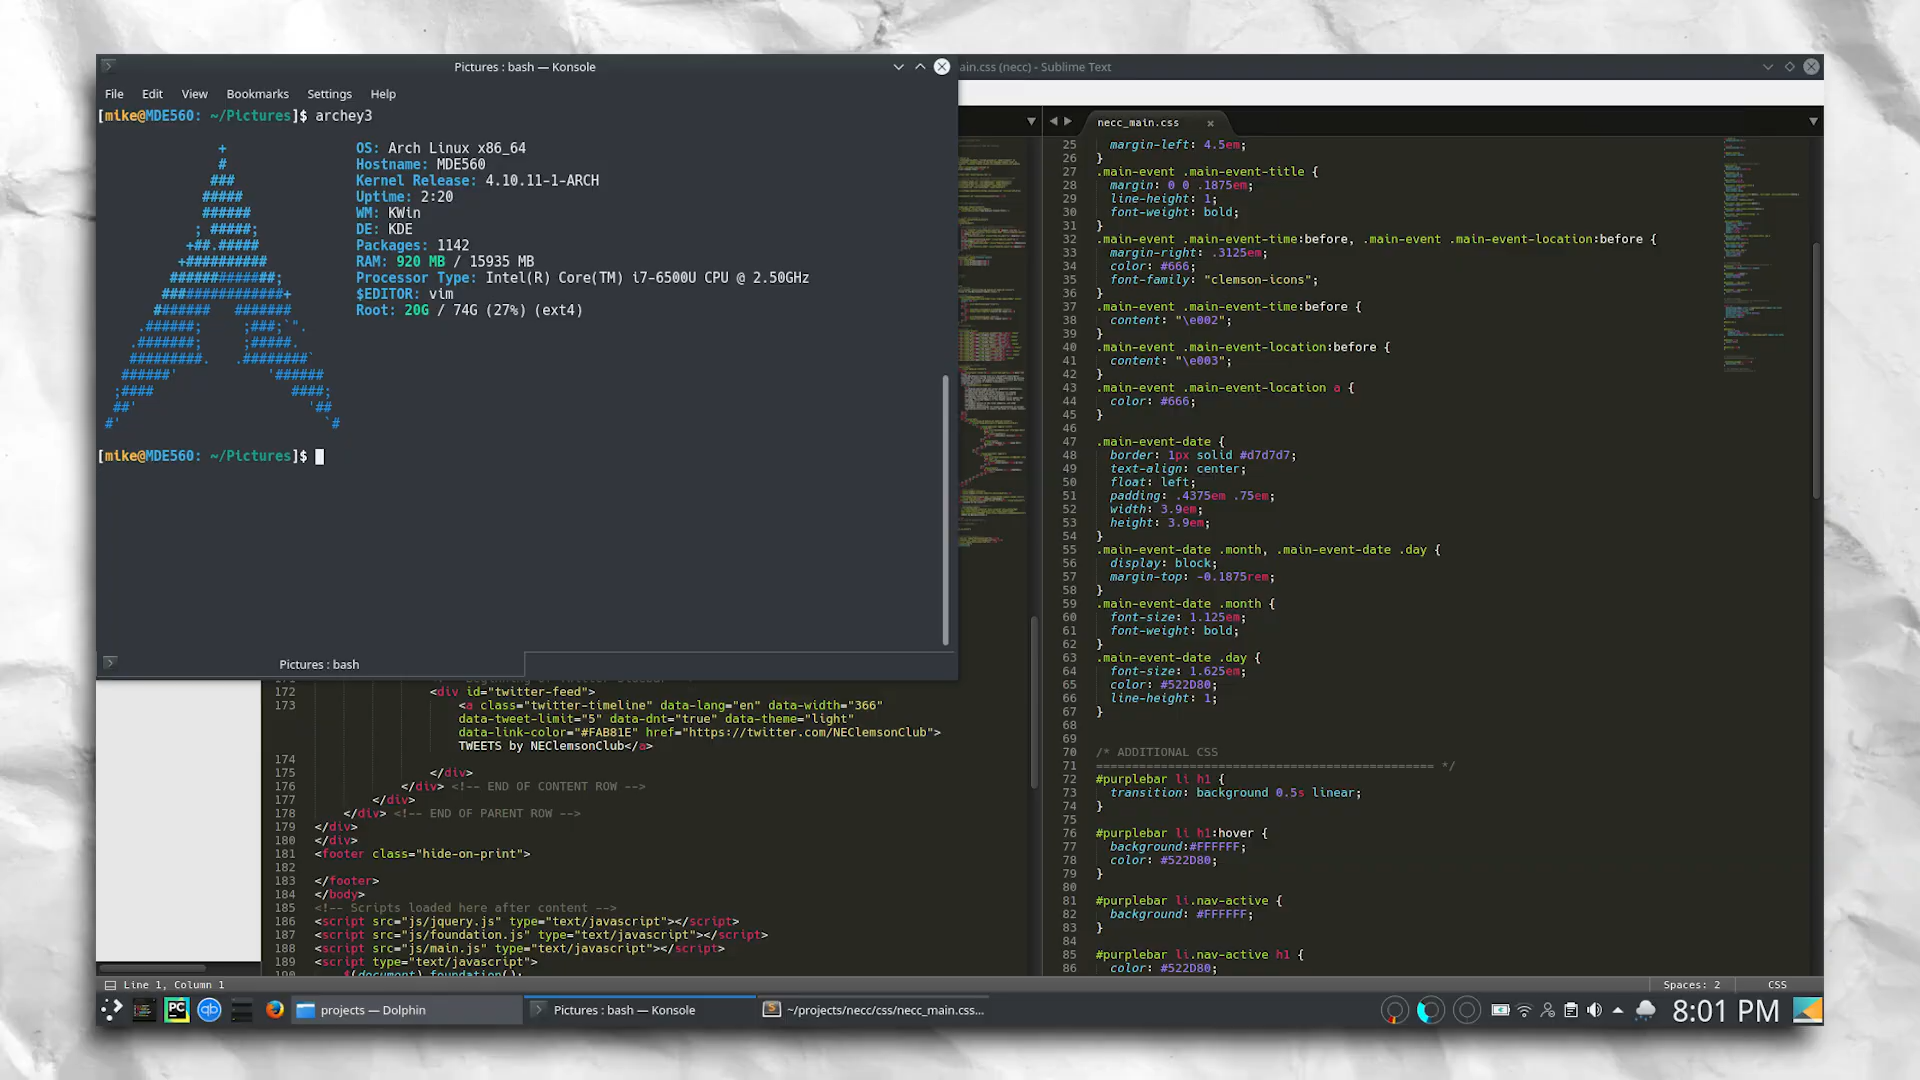 Pictures : bash — Konsole
File Edit View Bookmarks Settings Help
[mike@MDE560: ~/Pictures]$ archey3
OS: Arch Linux x86_64
Hostname: MDE560
Kernel Release: 4.10.11-1-ARCH
Uptime: 2:20
WM: KWin
DE: KDE
Packages: 1142
RAM: 920 MB / 15935 MB
Processor Type: Intel(R) Core(TM) i7-6500U CPU @ 2.50GHz
$EDITOR: vim
Root: 20G / 74G (27%) (ext4)
[mike@MDE560: ~/Pictures]$
Pictures : bash
172 <div id="twitter-feed">
173 <a class="twitter-timeline" data-lang="en" data-width="366"
data-tweet-limit="5" data-dnt="true" data-theme="light"
data-link-color="#FAB81E" href="https://twitter.com/NEClemsonClub">
TWEETS by NEClemsonClub</a>
174
175 </div>
176 </div> <!-- END OF CONTENT ROW -->
177 </div>
178 </div> <!-- END OF PARENT ROW -->
179 </div>
180 </div>
181 <footer class="hide-on-print">
182
183 </footer>
184 </body>
185 <!-- Scripts loaded here after content -->
186 <script src="js/jquery.js" type="text/javascript"></script>
187 <script src="js/foundation.js" type="text/javascript"></script>
188 <script src="js/main.js" type="text/javascript"></script>
189 <script type="text/javascript">
190 $(document).foundation();
ain.css (necc) - Sublime Text
necc_main.css
25 margin-left: 4.5em;
26 }
27 .main-event .main-event-title {
28 margin: 0 0 .1875em;
29 line-height: 1;
30 font-weight: bold;
31 }
32 .main-event .main-event-time:before, .main-event .main-event-location:before {
33 margin-right: .3125em;
34 color: #666;
35 font-family: "clemson-icons";
36 }
37 .main-event .main-event-time:before {
38 content: "\e002";
39 }
40 .main-event .main-event-location:before {
41 content: "\e003";
42 }
43 .main-event .main-event-location a {
44 color: #666;
45 }
46
47 .main-event-date {
48 border: 1px solid #d7d7d7;
49 text-align: center;
50 float: left;
51 padding: .4375em .75em;
52 width: 3.9em;
53 height: 3.9em;
54 }
55 .main-event-date .month, .main-event-date .day {
56 display: block;
57 margin-top: -0.1875rem;
58 }
59 .main-event-date .month {
60 font-size: 1.125em;
61 font-weight: bold;
62 }
63 .main-event-date .day {
64 font-size: 1.625em;
65 color: #522D80;
66 line-height: 1;
67 }
68
69
70 /* ADDITIONAL CSS
71 =============================================== */
72 #purplebar li h1 {
73 transition: background 0.5s linear;
74 }
75
76 #purplebar li h1:hover {
77 background:#FFFFFF;
78 color: #522D80;
79 }
80
81 #purplebar li.nav-active {
82 background: #FFFFFF;
83 }
84
85 #purplebar li.nav-active h1 {
86 color: #522D80;
Line 1, Column 1
Spaces: 2 CSS
PC qb projects — Dolphin Pictures : bash — Konsole ~/projects/necc/css/necc_main.css... 8:01 PM